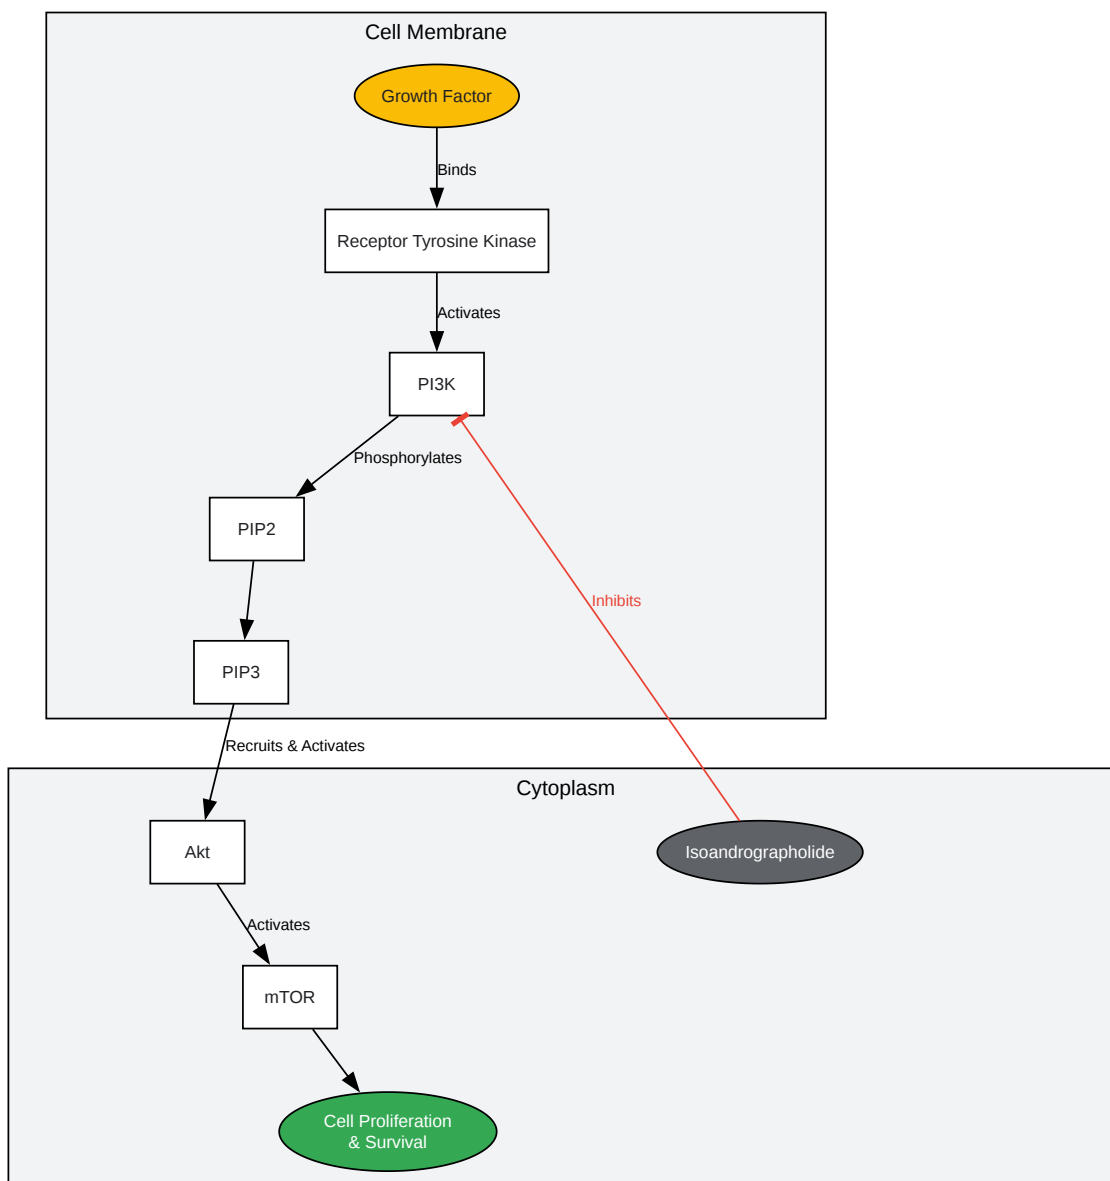 Cell Membrane
Growth Factor
Binds
Receptor Tyrosine Kinase
Activates
PI3K
Phosphorylates
PIP2
Inhibits
PIP3
Recruits & Activates
Cytoplasm
Akt
Isoandrographolide
Activates
mTOR
Cell Proliferation
& Survival